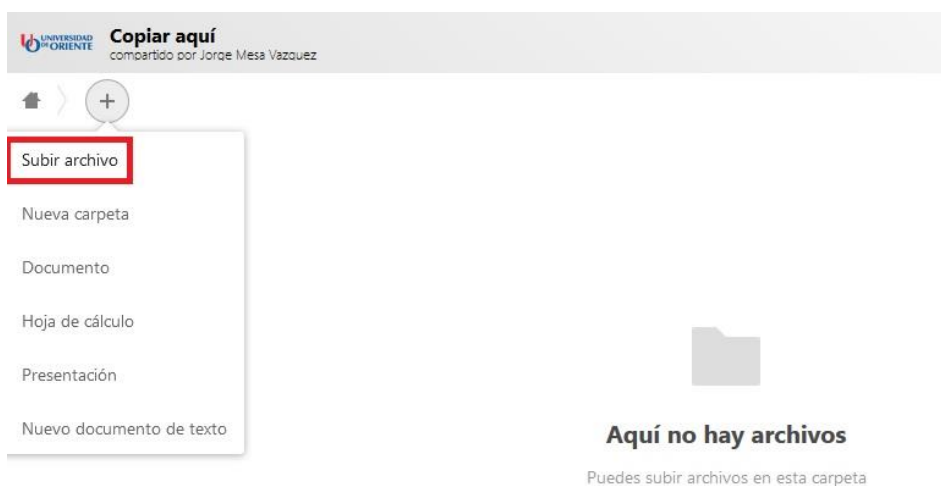 UNIVERSIDAD
DE ORIENTE
Copiar aquí
compartido por Jorge Mesa Vazquez
Subir archivo
Nueva carpeta
Documento
Hoja de cálculo
Presentación
Nuevo documento de texto
Aquí no hay archivos
Puedes subir archivos en esta carpeta